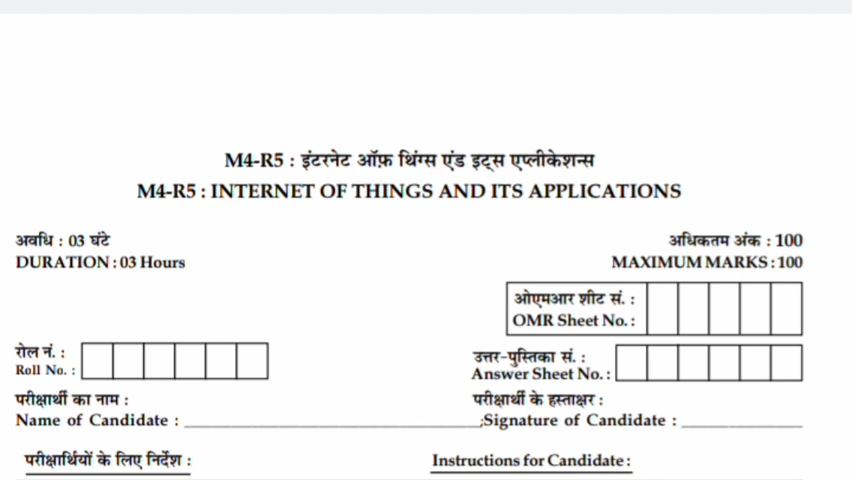 M4-R5 : इंटरनेट ऑफ़ थिंग्स एंड इट्स एप्लीकेशन्स
M4-R5 : INTERNET OF THINGS AND ITS APPLICATIONS
अवधि : 03 घंटे
अधिकतम अंक : 100
DURATION : 03 Hours
MAXIMUM MARKS : 100
ओएमआर शीट सं. :
OMR Sheet No. :
रोल नं. :
Roll No. :
उत्तर-पुस्तिका सं. :
Answer Sheet No. :
परीक्षार्थी का नाम :
परीक्षार्थी के हस्ताक्षर :
Name of Candidate : ________________ ;Signature of Candidate : ________
परीक्षार्थियों के लिए निर्देश :
Instructions for Candidate :